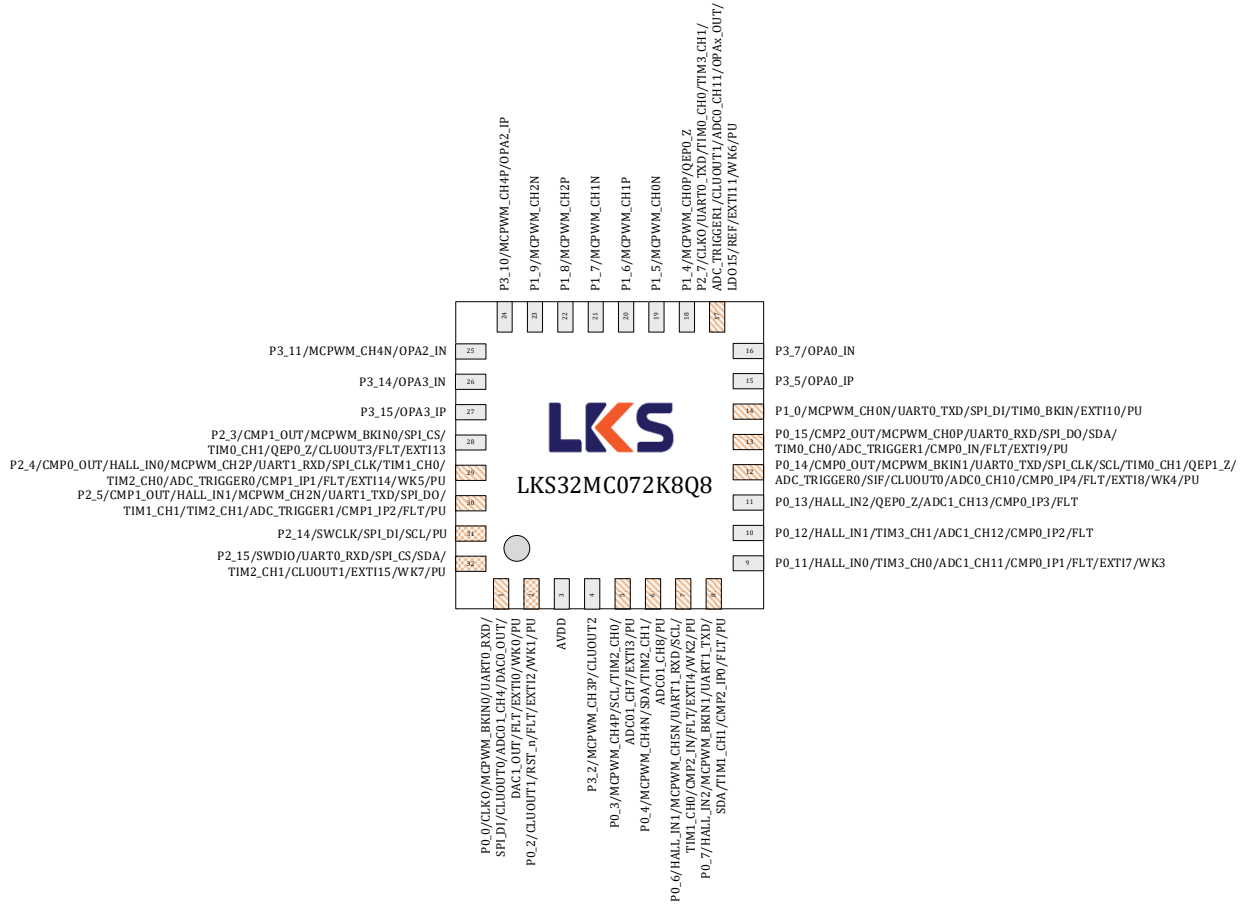 P3_10/MCPWM_CH4P/OPA2_IP
P1_9/MCPWM_CH2N
P1_8/MCPWM_CH2P
P1_7/MCPWM_CH1N
P1_6/MCPWM_CH1P
P1_5/MCPWM_CH0N
P1_4/MCPWM_CH0P/QEP0_Z
P2_7/CLKO/UART0_TXD/TIM0_CH0/TIM3_CH1/
ADC_TRIGGER1/CLUOUT1/ADC0_CH11/OPAx_OUT/
LDO15/REF/EXTI11/WK6/PU
24
23
22
21
20
19
18
17
P3_11/MCPWM_CH4N/OPA2_IN
25
P3_14/OPA3_IN
26
P3_15/OPA3_IP
27
P2_3/CMP1_OUT/MCPWM_BKIN0/SPI_CS/
TIM0_CH1/QEP0_Z/CLUOUT3/FLT/EXTI13
28
P2_4/CMP0_OUT/HALL_IN0/MCPWM_CH2P/UART1_RXD/SPI_CLK/TIM1_CH0/
TIM2_CH0/ADC_TRIGGER0/CMP1_IP1/FLT/EXTI14/WK5/PU
29
P2_5/CMP1_OUT/HALL_IN1/MCPWM_CH2N/UART1_TXD/SPI_DO/
TIM1_CH1/TIM2_CH1/ADC_TRIGGER1/CMP1_IP2/FLT/PU
30
P2_14/SWCLK/SPI_DI/SCL/PU
31
P2_15/SWDIO/UART0_RXD/SPI_CS/SDA/
TIM2_CH1/CLUOUT1/EXTI15/WK7/PU
32
LKS
LKS32MC072K8Q8
16
P3_7/OPA0_IN
15
P3_5/OPA0_IP
14
P1_0/MCPWM_CH0N/UART0_TXD/SPI_DI/TIM0_BKIN/EXTI10/PU
13
P0_15/CMP2_OUT/MCPWM_CH0P/UART0_RXD/SPI_DO/SDA/
TIM0_CH0/ADC_TRIGGER1/CMP0_IN/FLT/EXTI9/PU
12
P0_14/CMP0_OUT/MCPWM_BKIN1/UART0_TXD/SPI_CLK/SCL/TIM0_CH1/QEP1_Z/
ADC_TRIGGER0/SIF/CLUOUT0/ADC0_CH10/CMP0_IP4/FLT/EXTI8/WK4/PU
11
P0_13/HALL_IN2/QEP0_Z/ADC1_CH13/CMP0_IP3/FLT
10
P0_12/HALL_IN1/TIM3_CH1/ADC1_CH12/CMP0_IP2/FLT
9
P0_11/HALL_IN0/TIM3_CH0/ADC1_CH11/CMP0_IP1/FLT/EXTI7/WK3
1
2
3
4
5
6
7
8
P0_0/CLKO/MCPWM_BKIN0/UART0_RXD/
SPI_DI/CLUOUT0/ADC01_CH4/DAC0_OUT/
DAC1_OUT/FLT/EXTI0/WK0/PU
P0_2/CLUOUT1/RST_n/FLT/EXTI2/WK1/PU
AVDD
P3_2/MCPWM_CH3P/CLUOUT2
P0_3/MCPWM_CH4P/SCL/TIM2_CH0/
ADC01_CH7/EXTI3/PU
P0_4/MCPWM_CH4N/SDA/TIM2_CH1/
ADC01_CH8/PU
P0_6/HALL_IN1/MCPWM_CH5N/UART1_RXD/SCL/
TIM1_CH0/CMP2_IN/FLT/EXTI4/WK2/PU
P0_7/HALL_IN2/MCPWM_BKIN1/UART1_TXD/
SDA/TIM1_CH1/CMP2_IP0/FLT/PU